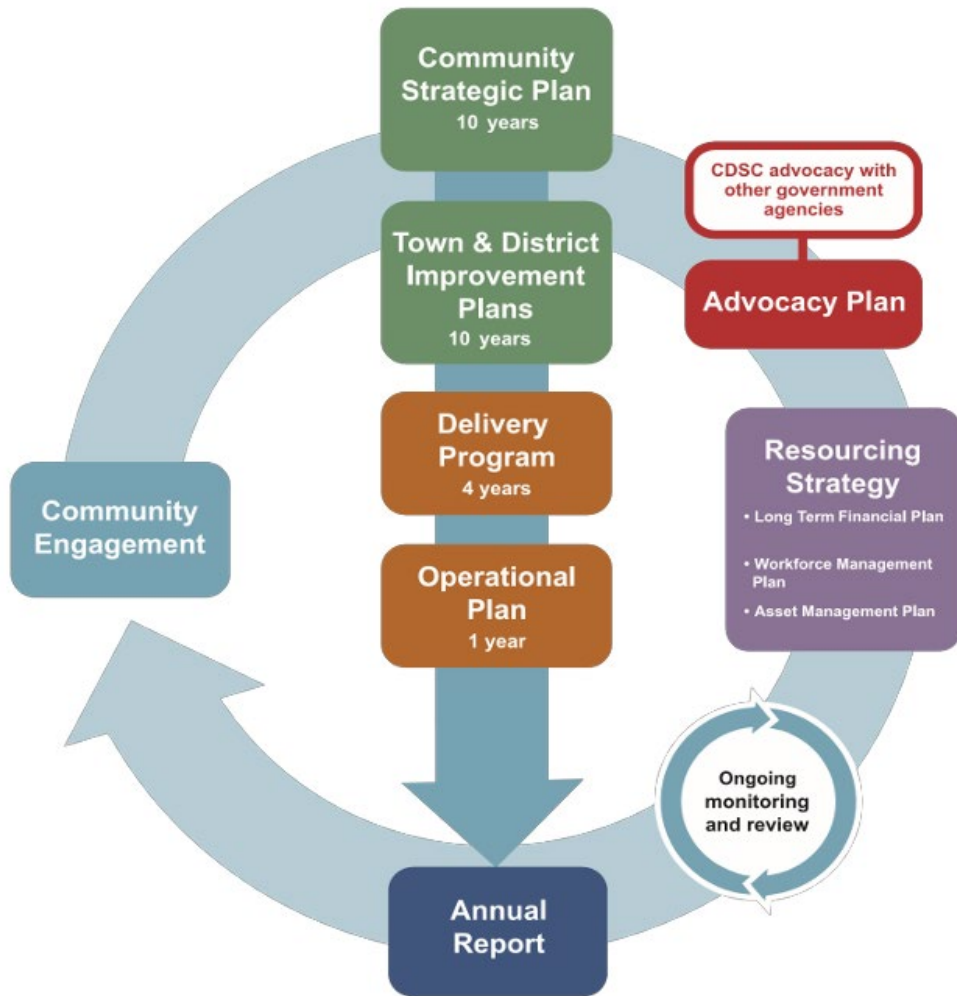 Community
Strategic Plan
10 years
CDSC advocacy with
other government
agencies
Advocacy Plan
Town & District
Improvement
Plans
10 years
Delivery
Program
4 years
Resourcing
Strategy
• Long Term Financial Plan
• Workforce Management
Plan
• Asset Management Plan
Community
Engagement
Operational
Plan
1 year
Ongoing
monitoring
and review
Annual
Report